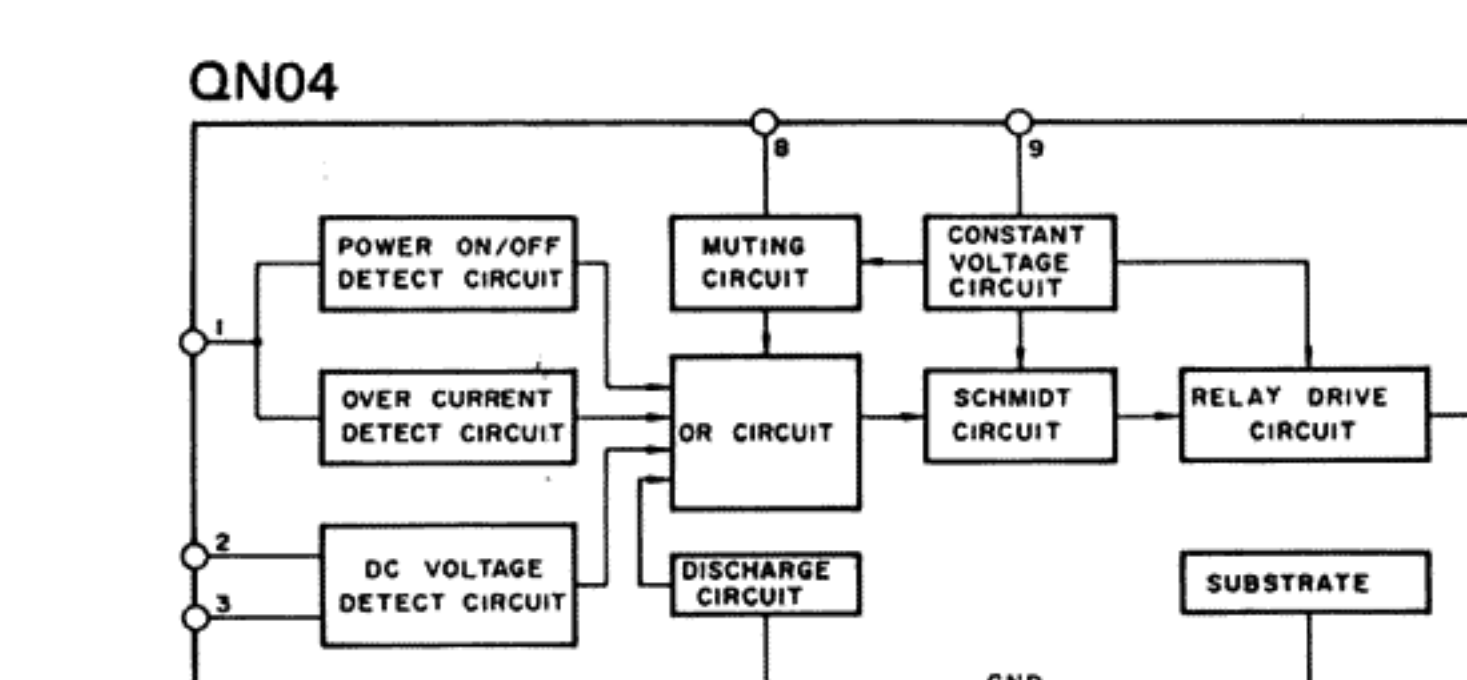 QN04
8
9
POWER ON/OFF
DETECT CIRCUIT
MUTING
CIRCUIT
CONSTANT
VOLTAGE
CIRCUIT
1
OVER CURRENT
DETECT CIRCUIT
OR CIRCUIT
SCHMIDT
CIRCUIT
RELAY DRIVE
CIRCUIT
2
3
DC VOLTAGE
DETECT CIRCUIT
DISCHARGE
CIRCUIT
SUBSTRATE